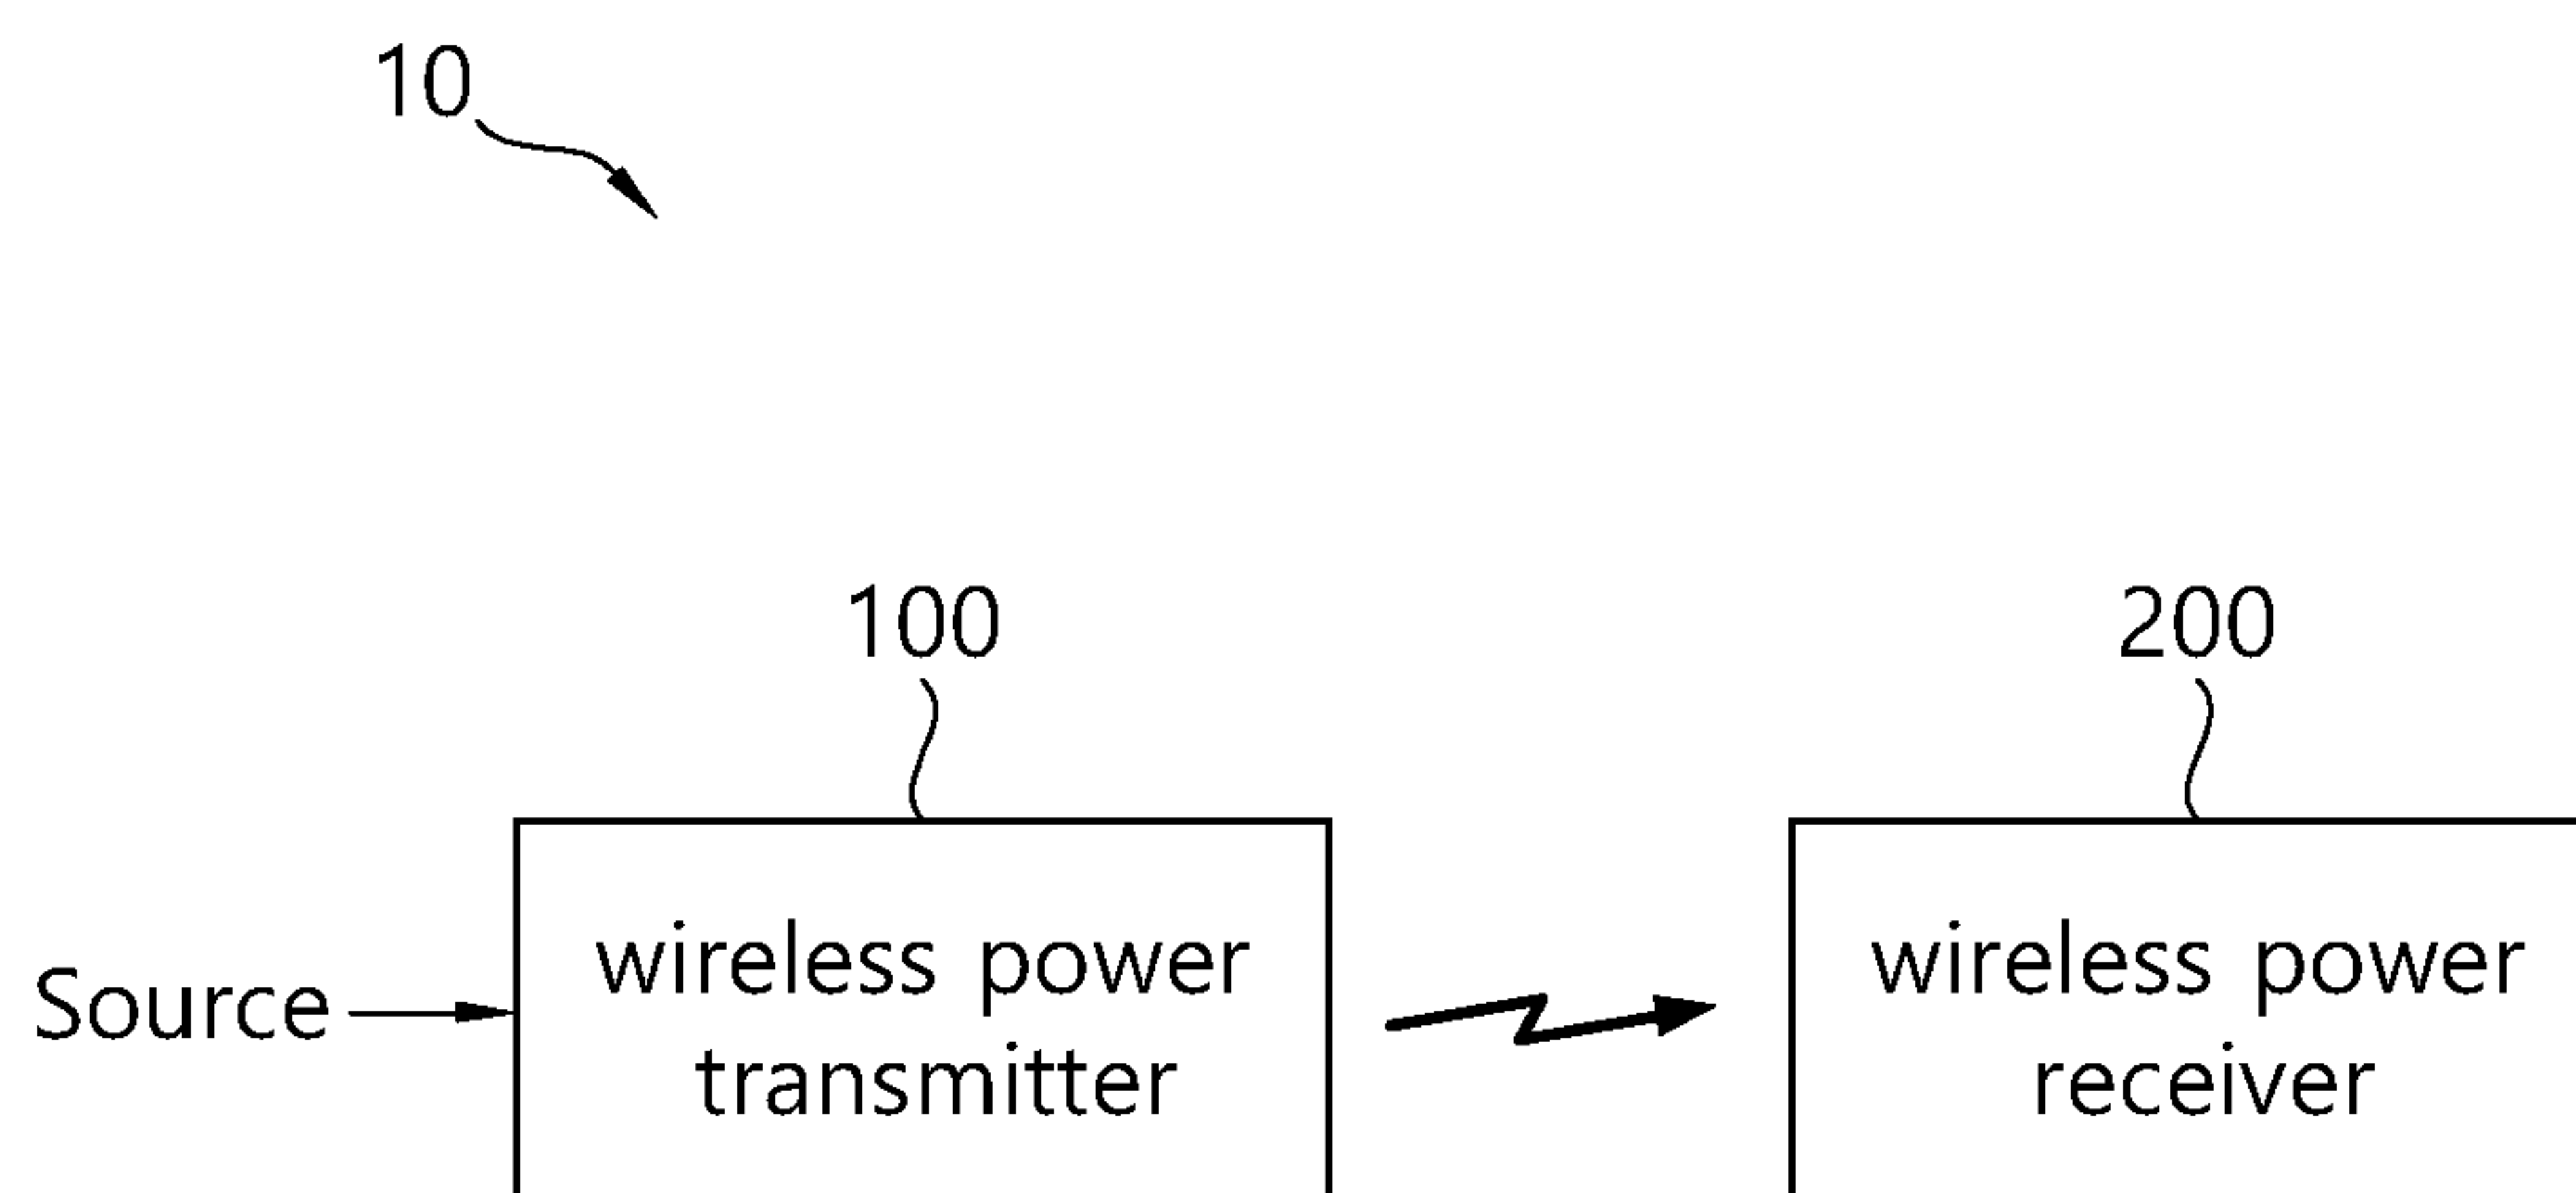 10
100
200
wireless power
transmitter
Source
wireless power
receiver